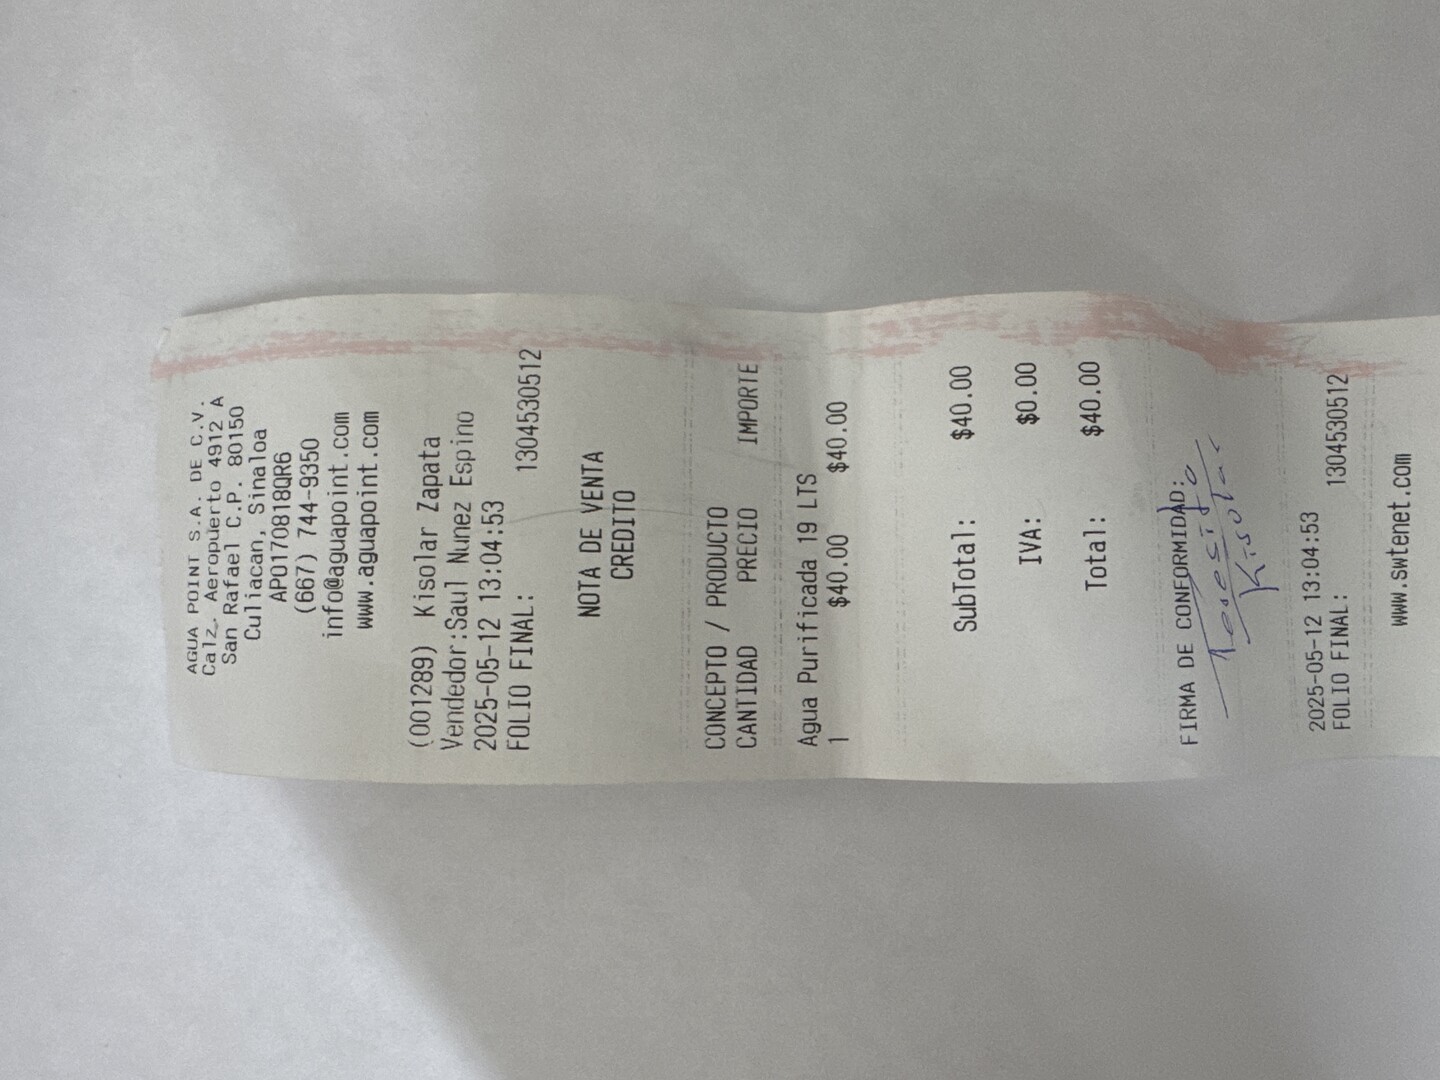 AGUA POINT S.A. DE C.V.
Calz. Aeropuerto 4912 A
San Rafael C.P. 80150
Culiacan, Sinaloa
APO170818QR6
(667) 744-9350
info@aguapoint.com
www.aguapoint.com
(001289) Kisolar Zapata
Vendedor:Saul Nunez Espino
2025-05-12 13:04:53
FOLIO FINAL: 1304530512
NOTA DE VENTA
CREDITO
CONCEPTO / PRODUCTO
CANTIDAD PRECIO IMPORTE
Agua Purificada 19 LTS
1 $40.00 $40.00
SubTotal: $40.00
IVA: $0.00
Total: $40.00
FIRMA DE CONFORMIDAD:
Kisolar
2025-05-12 13:04:53
FOLIO FINAL: 1304530512
www.swtenet.com